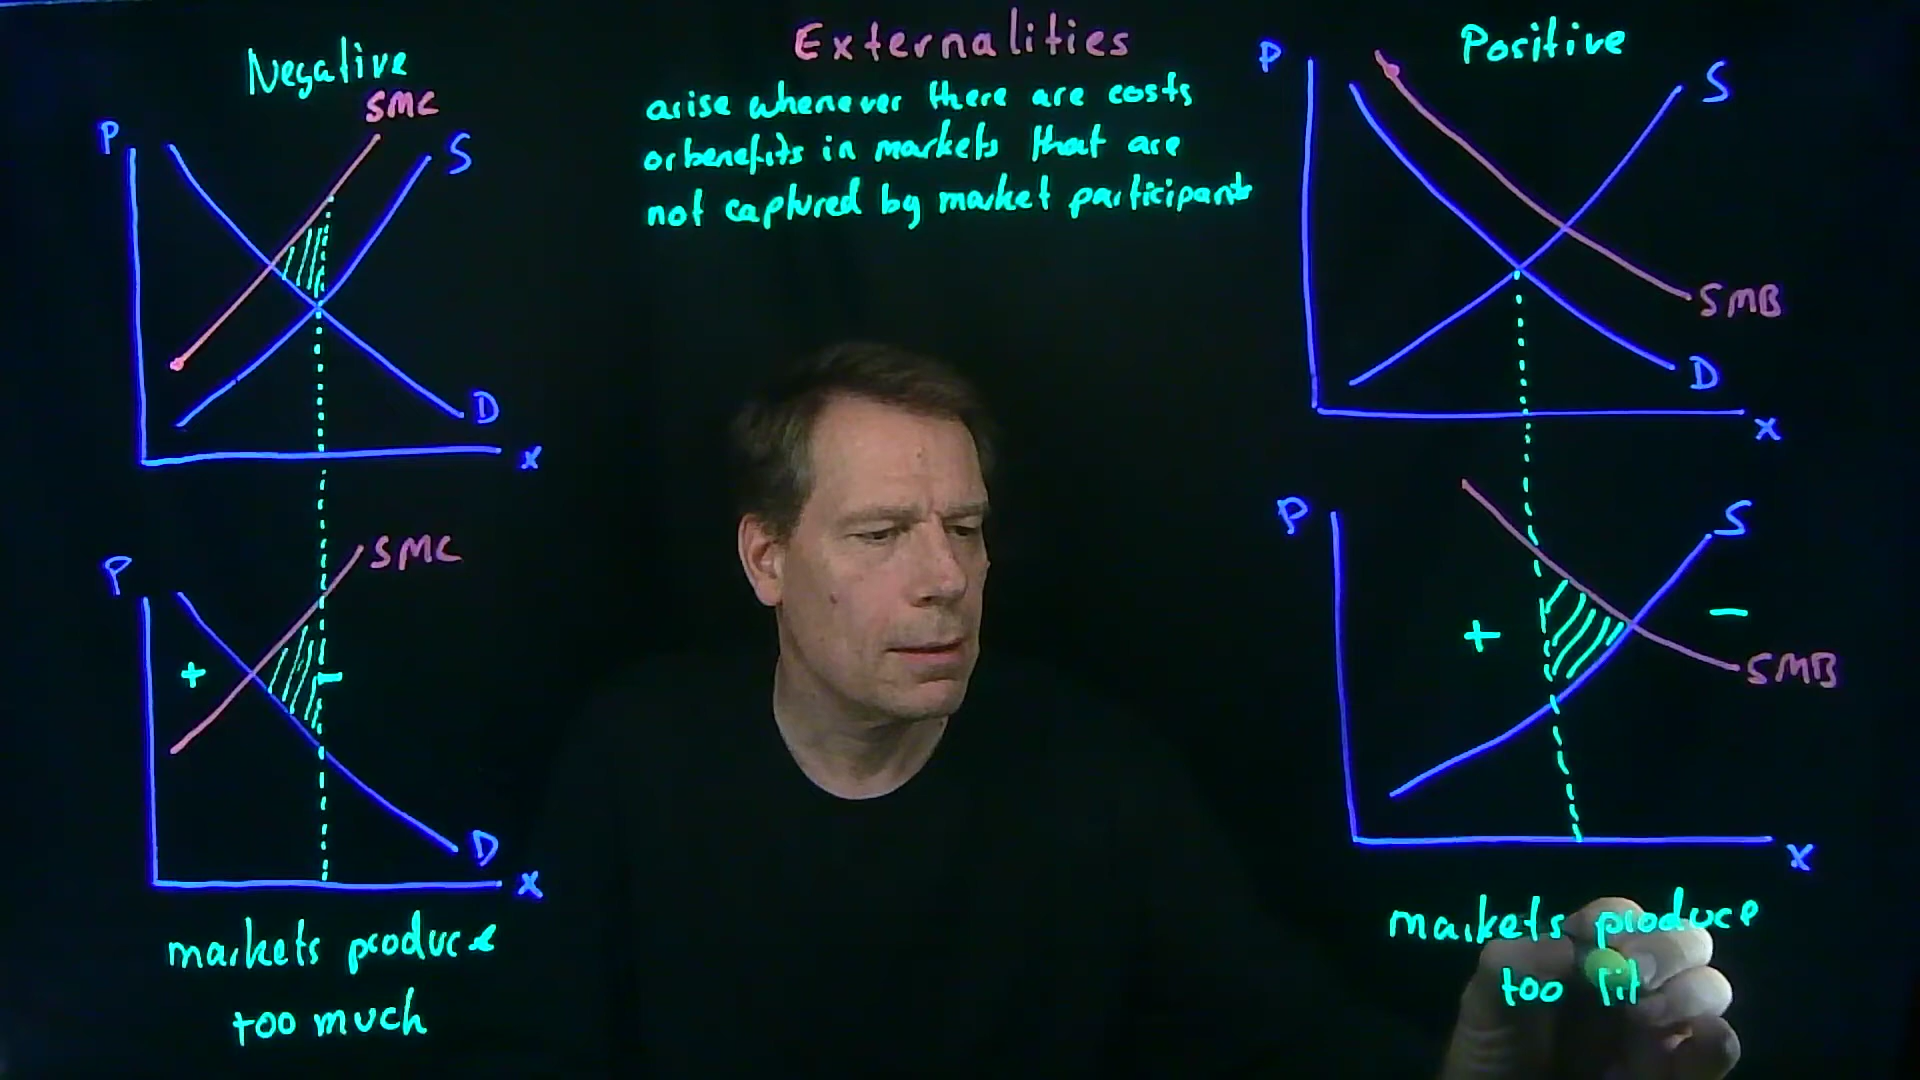 Externalities
arise whenever there are costs
or benefits in markets that are
not captured by market participants
Negative
SMC
P
S
D
x
SMC
P
+
-
D
x
markets produce
too much
Positive
P
S
SMB
D
x
P
S
+
-
SMB
x
markets produce
too lit